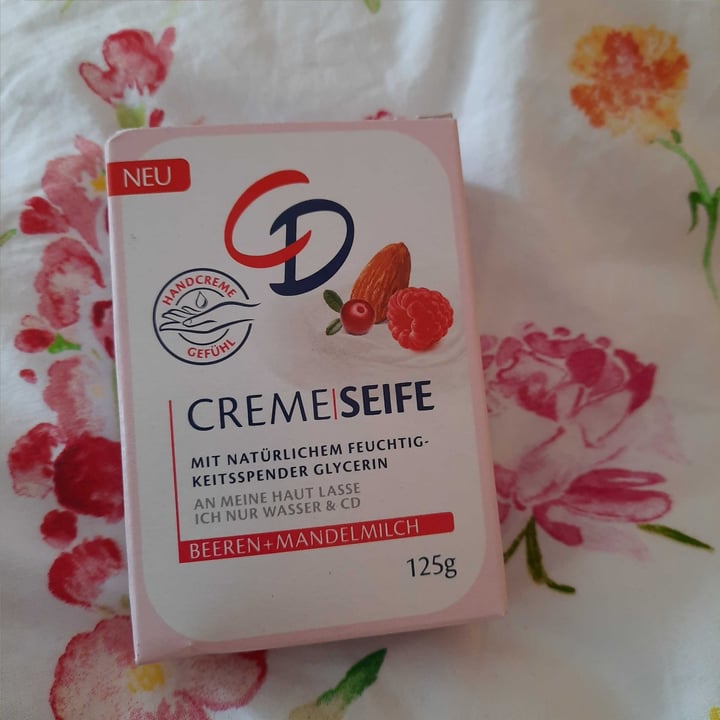 NEU
CD
HANDCREME
GEFÜHL
CREME|SEIFE
MIT NATÜRLICHEM FEUCHTIG-
KEITSSPENDER GLYCERIN
AN MEINE HAUT LASSE
ICH NUR WASSER & CD
BEEREN+MANDELMILCH
125g